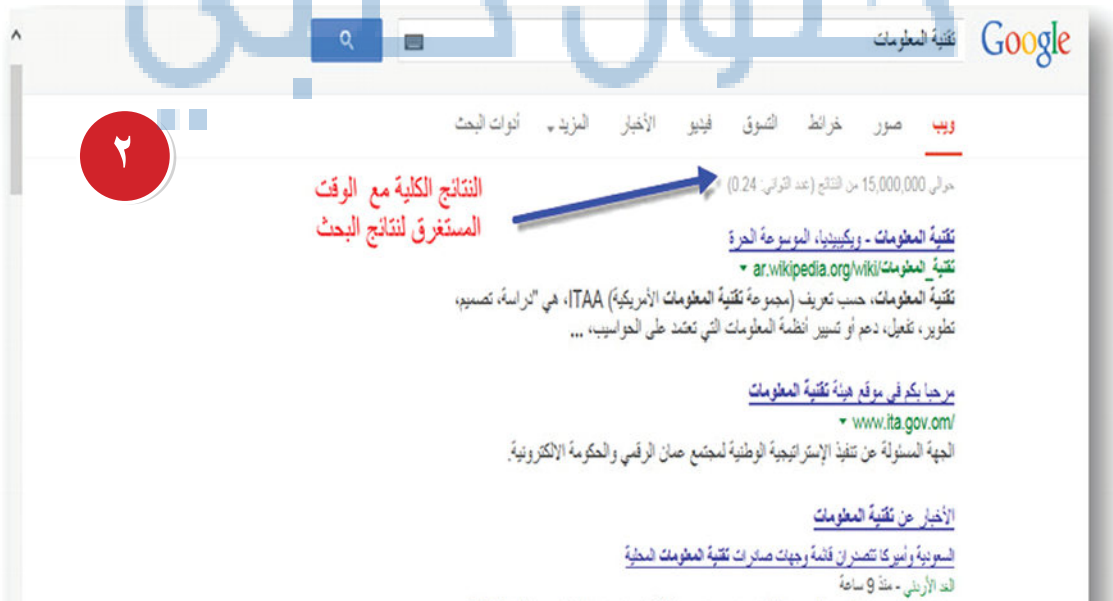 حلول كتابي
Google
تقنية المعلومات
ويب صور خرائط التسوق فيديو الأخبار المزيد أدوات البحث
٢
حوالي 15,000,000 من النتائج (عدد الثواني: 0.24)
النتائج الكلية مع الوقت
المستغرق لنتائج البحث
تقنية المعلومات - ويكيبيديا، الموسوعة الحرة
ar.wikipedia.org/wiki/تقنية_المعلومات
تقنية المعلومات، حسب تعريف (مجموعة تقنية المعلومات الأمريكية) ITAA، هي "دراسة، تصميم،
تطوير، تفعيل، دعم أو تسيير أنظمة المعلومات التي تعتمد على الحواسيب، ...
مرحبا بكم في موقع هيئة تقنية المعلومات
www.ita.gov.om/
الجهة المسئولة عن تنفيذ الإستراتيجية الوطنية لمجتمع عمان الرقمي والحكومة الالكترونية.
الأخبار عن تقنية المعلومات
السعودية وأميركا تتصدران قائمة وجهات صادرات تقنية المعلومات المحلية
الغد الأردني - منذ 9 ساعة